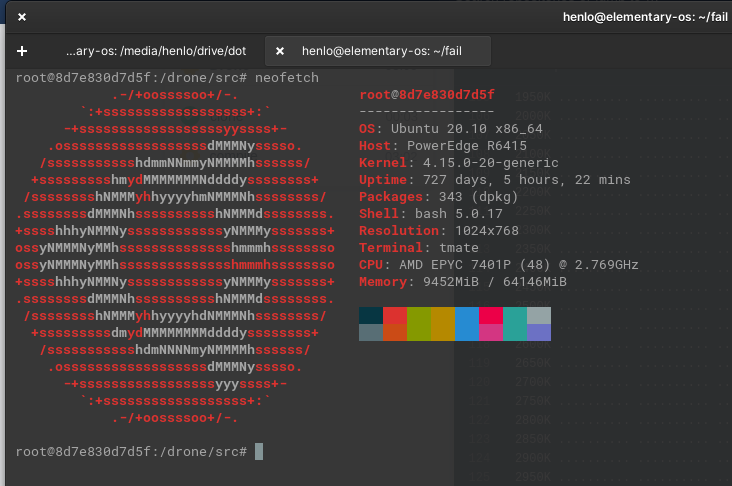 henlo@elementary-os: ~/fail
...ary-os: /media/henlo/drive/dot
henlo@elementary-os: ~/fail
root@8d7e830d7d5f:/drone/src# neofetch
.-/+oossssoo+/-.
`:+ssssssssssssssssss+:`
-+ssssssssssssssssssyyssss+-
.ossssssssssssssssssdMMMNysssso.
/ssssssssssshdmmNNmmyNMMMMhssssss/
+ssssssssshmydMMMMMMMNddddyssssssss+
/sssssssshNMMMyhhyyyyhmNMMMNhssssssss/
.ssssssssdMMMNhsssssssssshNMMMdssssssss.
+sssshhhyNMMNyssssssssssssyNMMMysssssss+
ossyNMMMNyMMhsssssssssssssshmmmhssssssso
ossyNMMMNyMMhsssssssssssssshmmmhssssssso
+sssshhhyNMMNyssssssssssssyNMMMysssssss+
.ssssssssdMMMNhsssssssssshNMMMdssssssss.
/sssssssshNMMMyhhyyyyhdNMMMNhssssssss/
+sssssssssdmydMMMMMMMMddddyssssssss+
/ssssssssssshdmNNNNmyNMMMMhssssss/
.ossssssssssssssssssdMMMNysssso.
-+sssssssssssssssssyyyssss+-
`:+ssssssssssssssssss+:`
.-/+oossssoo+/-.
root@8d7e830d7d5f
-----------------
OS: Ubuntu 20.10 x86_64
Host: PowerEdge R6415
Kernel: 4.15.0-20-generic
Uptime: 727 days, 5 hours, 22 mins
Packages: 343 (dpkg)
Shell: bash 5.0.17
Resolution: 1024x768
Terminal: tmate
CPU: AMD EPYC 7401P (48) @ 2.769GHz
Memory: 9452MiB / 64146MiB
root@8d7e830d7d5f:/drone/src#